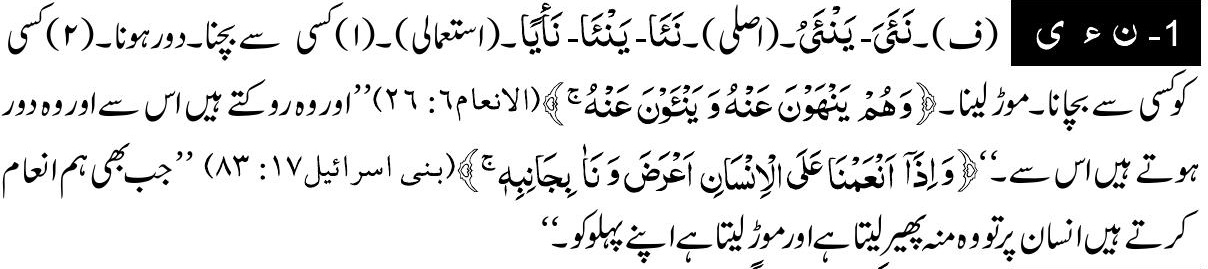 1- ن ء ی (ف)۔ نَئَیَ۔ یَنْئَیُ۔ (اصلی)۔ نَئَا۔ یَنْئَا۔ نَأْیًا۔ (استعمالی)۔ (۱) کسی سے بچنا۔ دور ہونا۔ (۲) کسی
کو کسی سے بچانا۔ موڑ لینا۔ ﴿وَ هُمْ یَنْهَوْنَ عَنْهُ وَ یَنْئَوْنَ عَنْهُ ۚ﴾ (الانعام۶: ۲۶) ’’اور وہ روکتے ہیں اس سے اور وہ دور
ہوتے ہیں اس سے۔‘‘ ﴿وَ اِذَاۤ اَنْعَمْنَا عَلَی الْاِنْسَانِ اَعْرَضَ وَ نَاٰ بِجَانِبِهٖ ۚ﴾ (بنی اسرائیل۱۷: ۸۳) ’’جب بھی ہم انعام
کرتے ہیں انسان پر تو وہ منہ پھیر لیتا ہے اور موڑ لیتا ہے اپنے پہلو کو۔‘‘